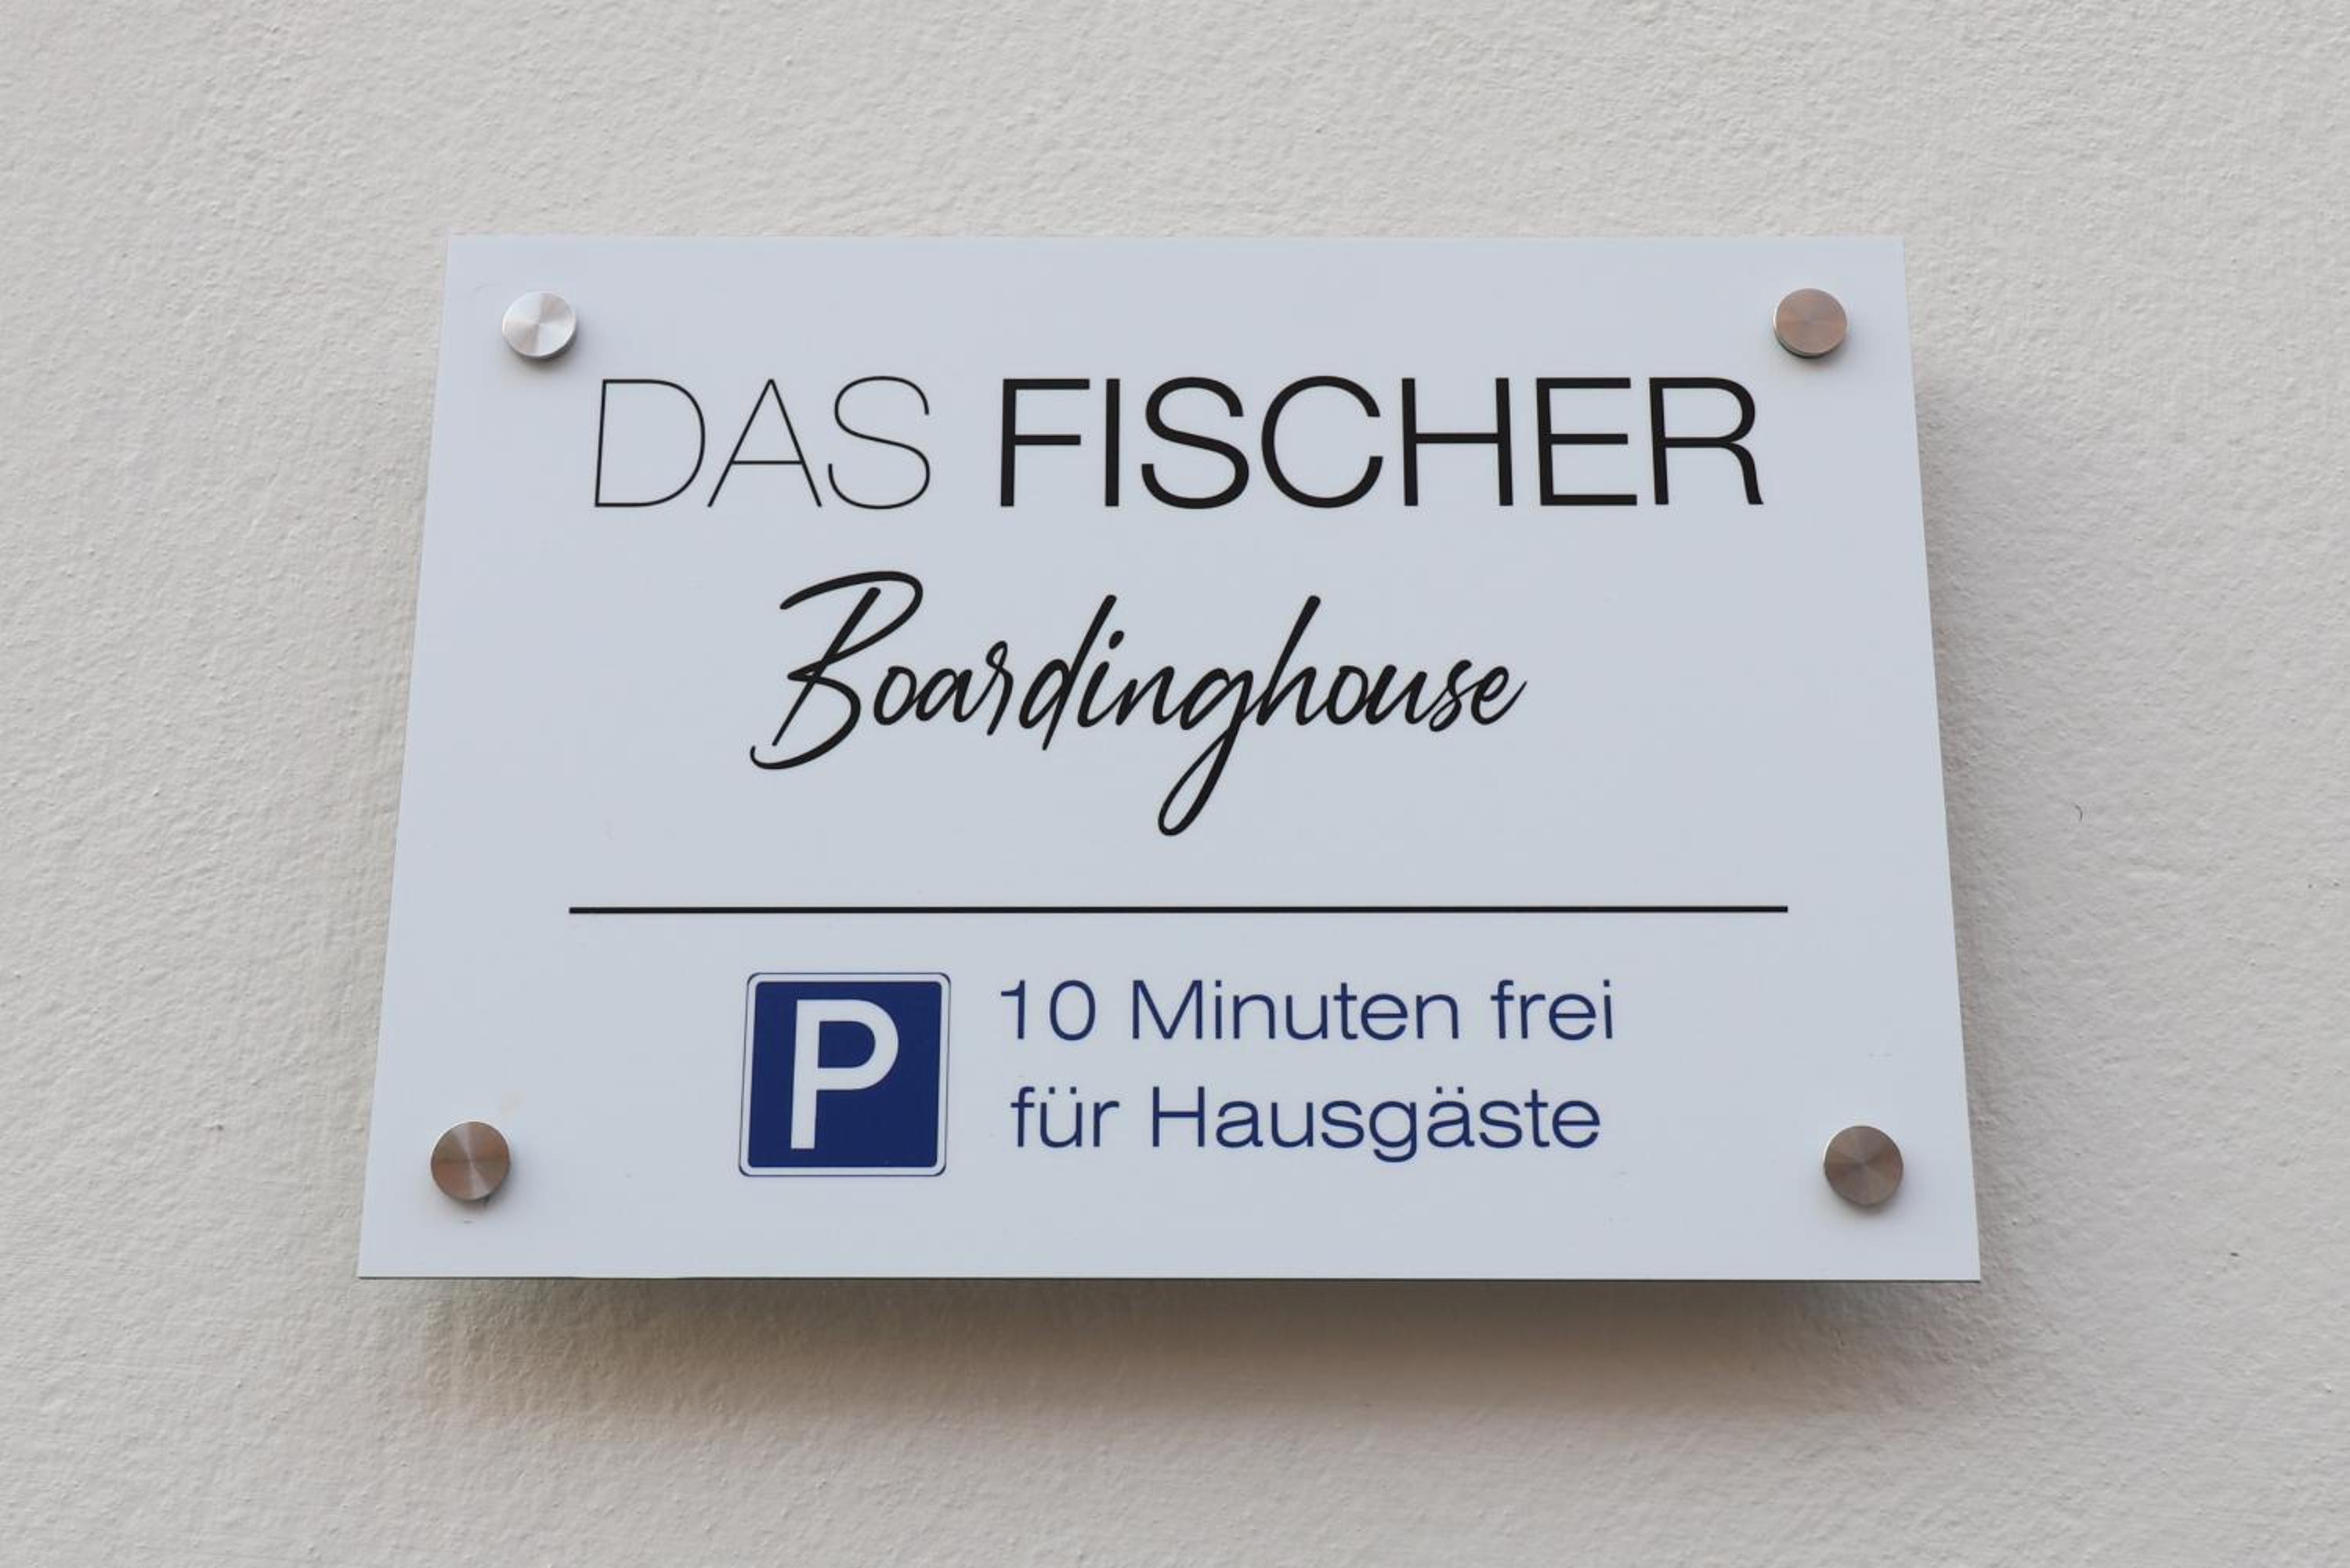 DAS FISCHER
Boardinghouse
P
10 Minuten frei
für Hausgäste